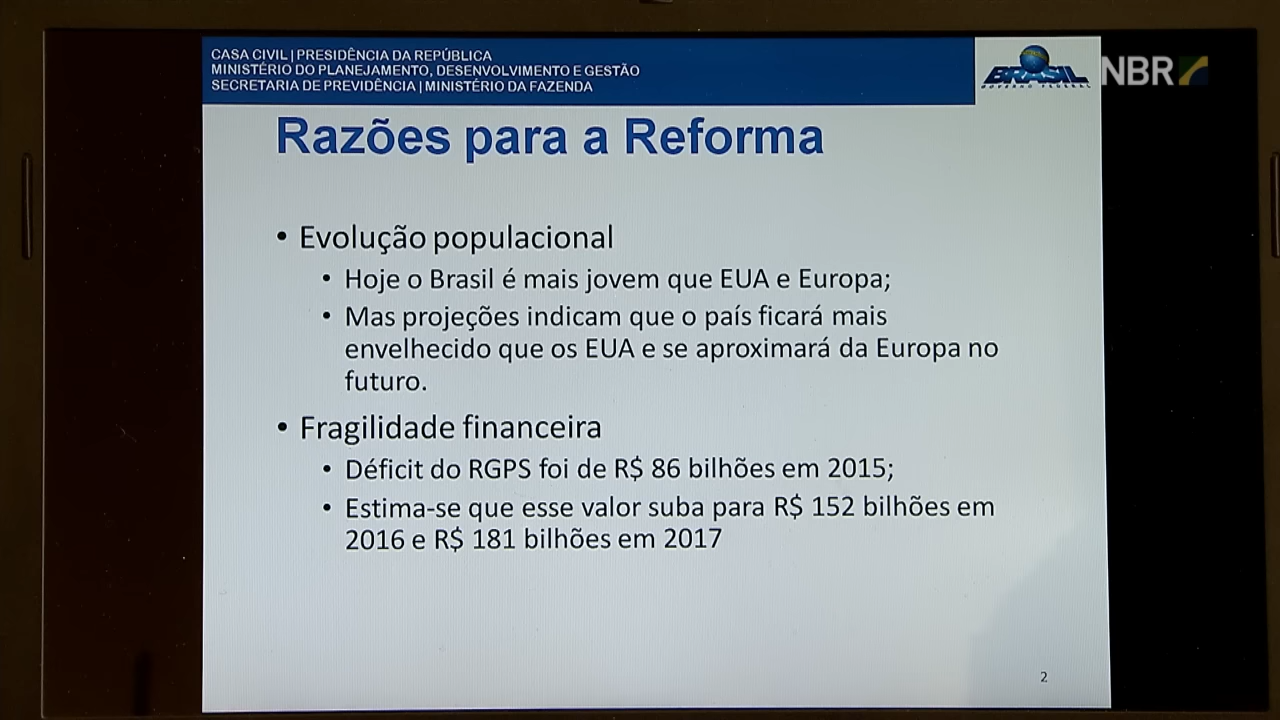 CASA CIVIL | PRESIDÊNCIA DA REPÚBLICA
MINISTÉRIO DO PLANEJAMENTO, DESENVOLVIMENTO E GESTÃO
SECRETARIA DE PREVIDÊNCIA | MINISTÉRIO DA FAZENDA
BRASIL
GOVERNO FEDERAL
NBR
Razões para a Reforma
• Evolução populacional
• Hoje o Brasil é mais jovem que EUA e Europa;
• Mas projeções indicam que o país ficará mais
envelhecido que os EUA e se aproximará da Europa no
futuro.
• Fragilidade financeira
• Déficit do RGPS foi de R$ 86 bilhões em 2015;
• Estima-se que esse valor suba para R$ 152 bilhões em
2016 e R$ 181 bilhões em 2017
2